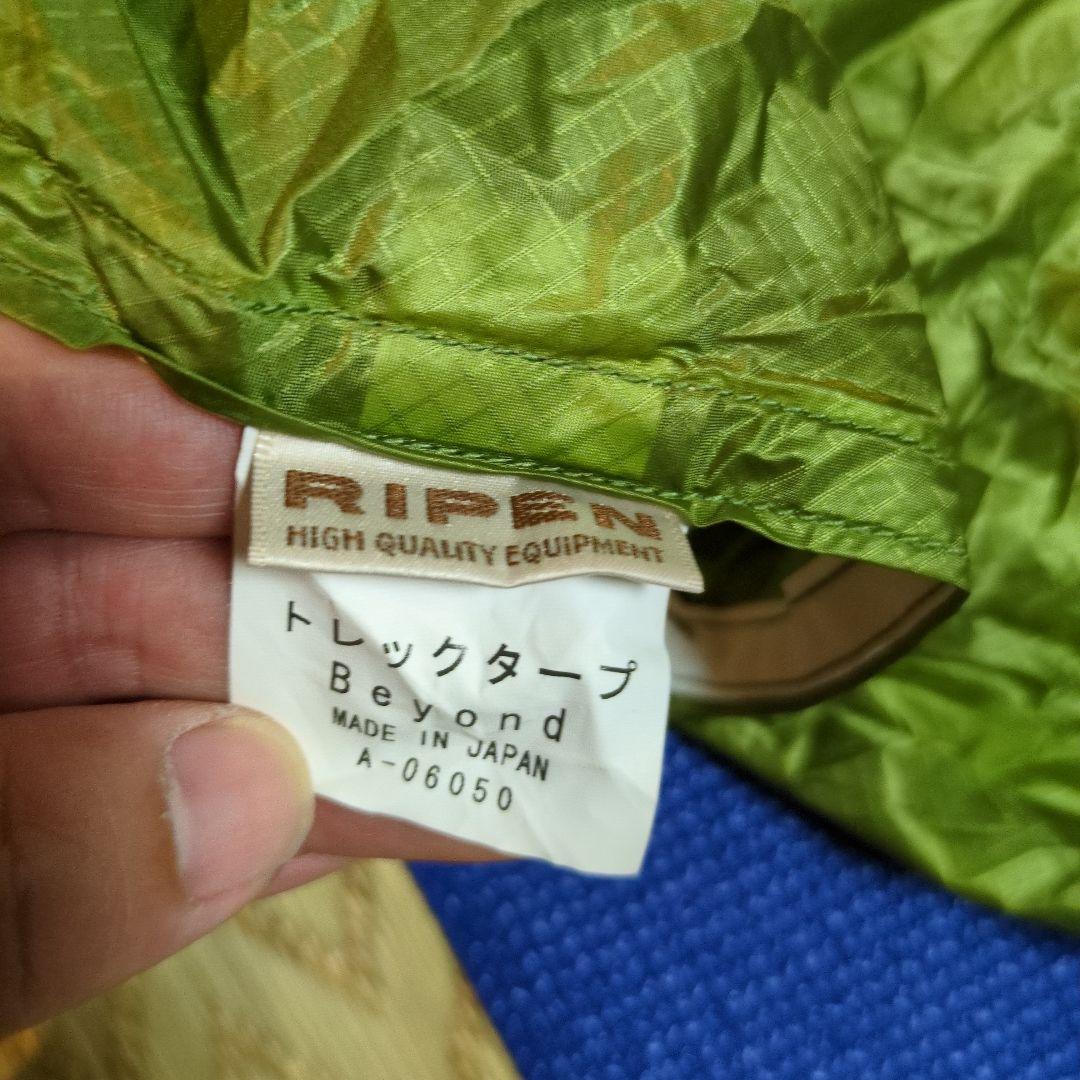 RIPEN
HIGH QUALITY EQUIPMENT
トレックタープ
Beyond
MADE IN JAPAN
A-06050